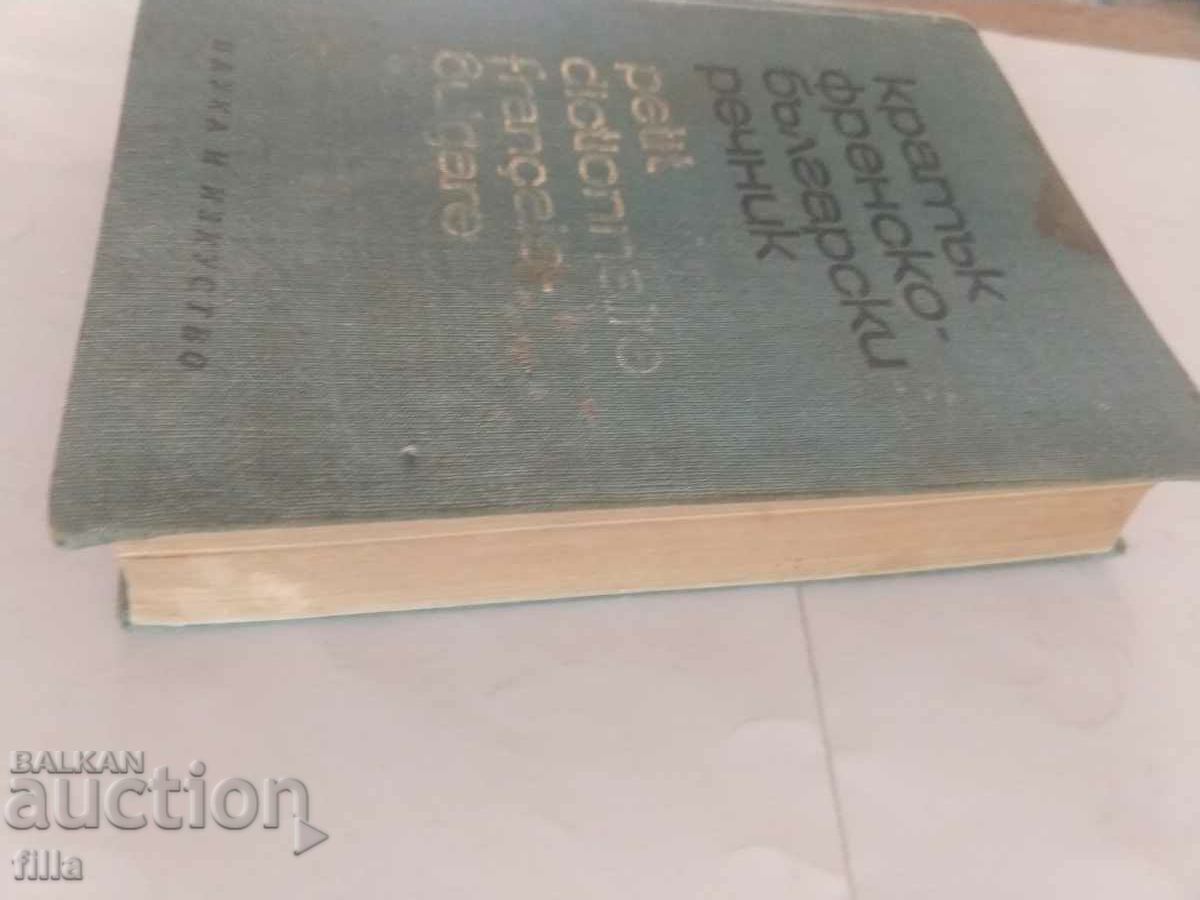 кратък
френско-
български
речник
petit
dictionnaire
français-
bulgare
НАУКА И ИЗКУСТВО
BALKAN
auction
filla